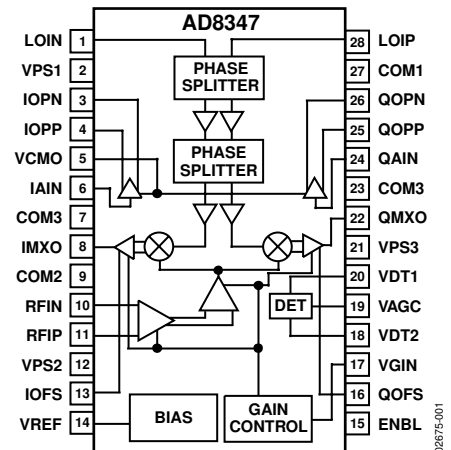 AD8347
LOIN 1
VPS1 2
IOPN 3
IOPP 4
VCMO 5
IAIN 6
COM3 7
IMXO 8
COM2 9
RFIN 10
RFIP 11
VPS2 12
IOFS 13
VREF 14
28 LOIP
27 COM1
26 QOPN
25 QOPP
24 QAIN
23 COM3
22 QMXO
21 VPS3
20 VDT1
19 VAGC
18 VDT2
17 VGIN
16 QOFS
15 ENBL
PHASE
SPLITTER
PHASE
SPLITTER
DET
BIAS
GAIN
CONTROL
02675-001